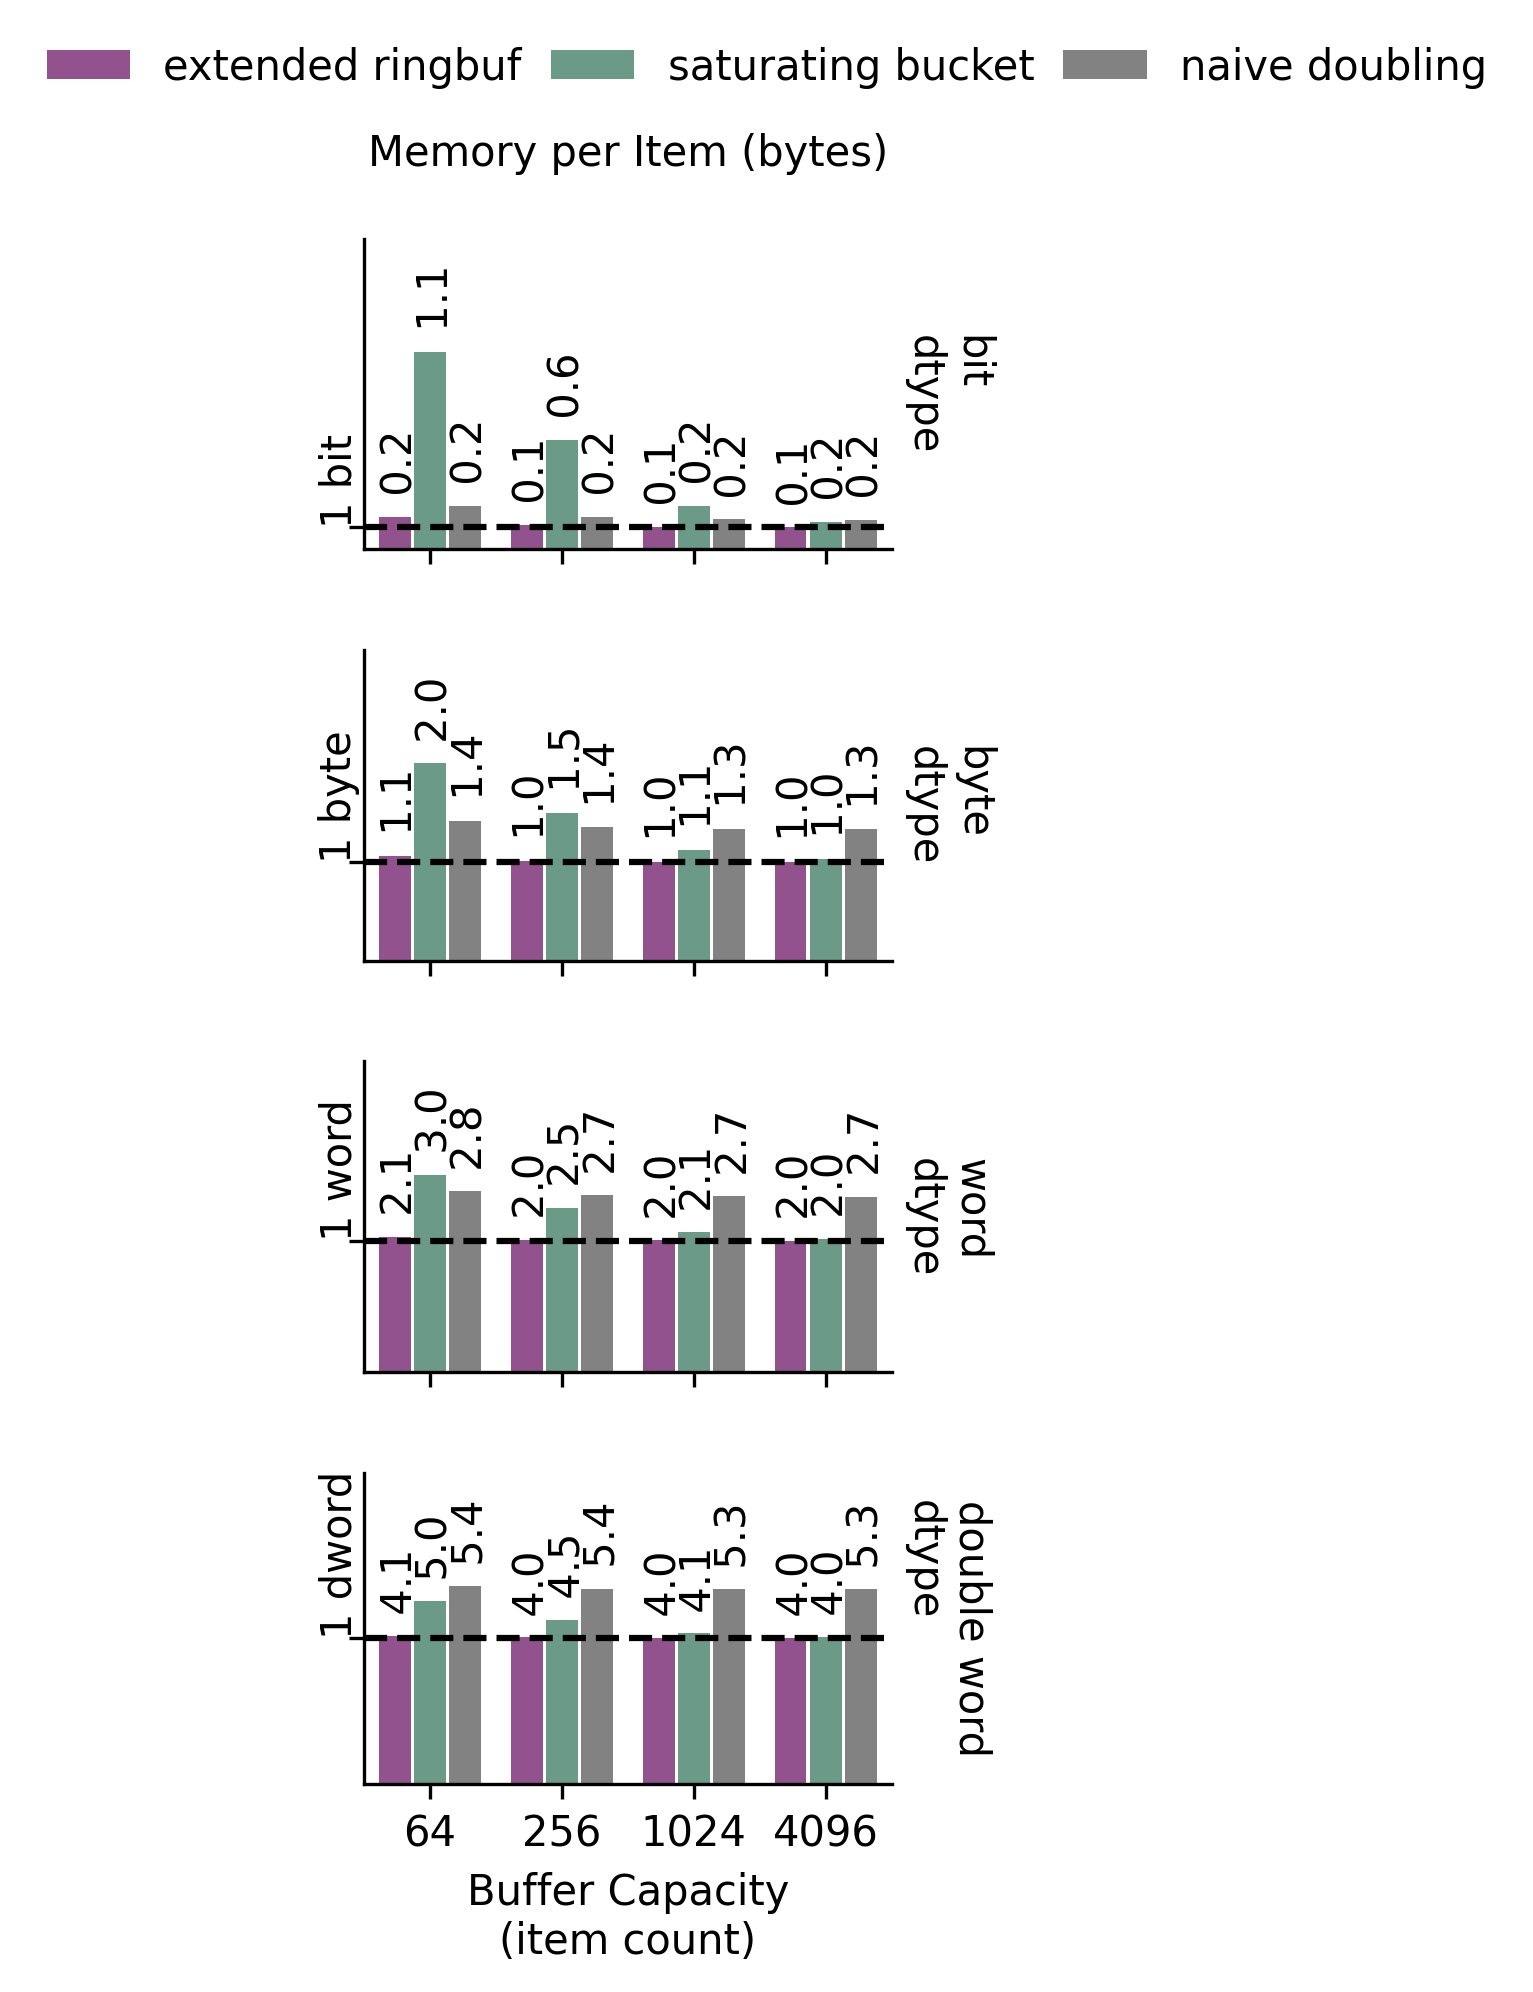 extended ringbuf
saturating bucket
naive doubling
Memory per Item (bytes)
1 bit
0.2
1.1
0.2
0.1
0.6
0.2
0.1
0.2
0.2
0.1
0.2
0.2
bit
dtype
1 byte
1.1
2.0
1.4
1.0
1.5
1.4
1.0
1.1
1.3
1.0
1.0
1.3
byte
dtype
1 word
2.1
3.0
2.8
2.0
2.5
2.7
2.0
2.1
2.7
2.0
2.0
2.7
word
dtype
1 dword
4.1
5.0
5.4
4.0
4.5
5.4
4.0
4.1
5.3
4.0
4.0
5.3
double word
dtype
64
256
1024
4096
Buffer Capacity
(item count)